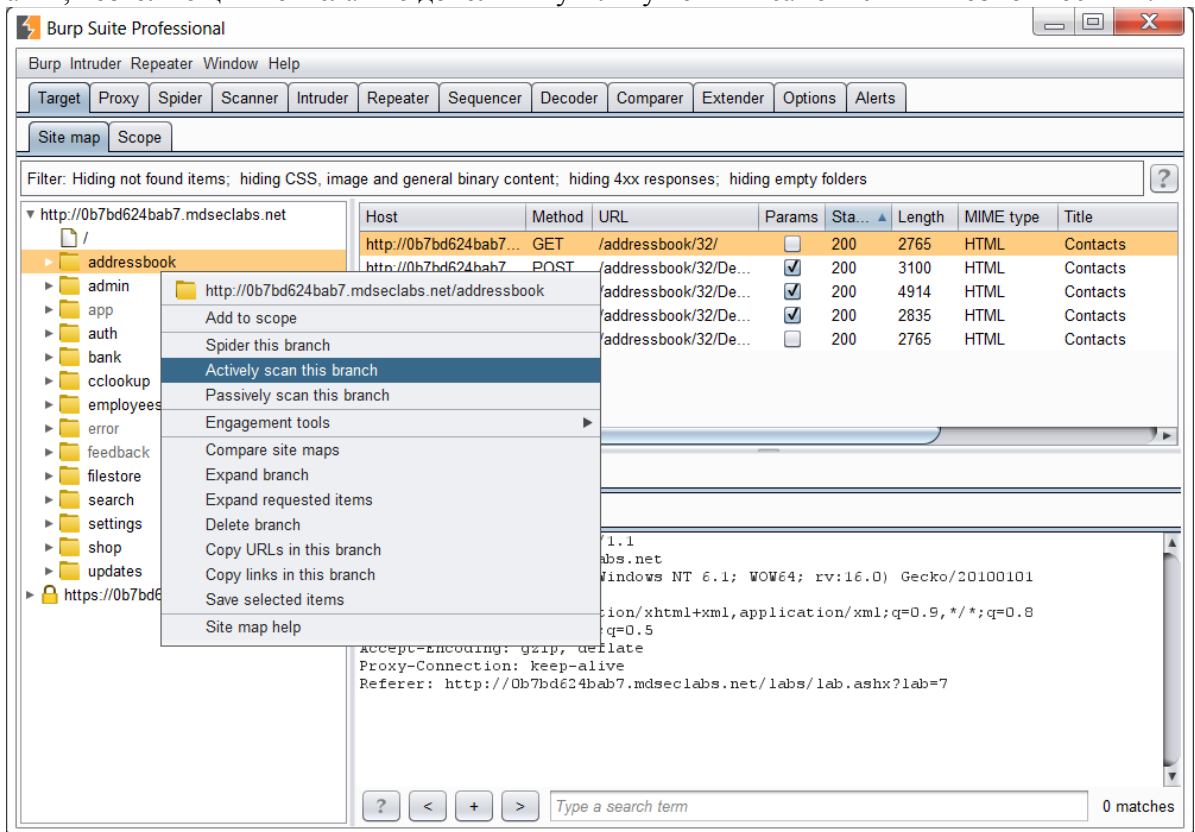 Burp Suite Professional
Burp Intruder Repeater Window Help
Target Proxy Spider Scanner Intruder Repeater Sequencer Decoder Comparer Extender Options Alerts
Site map Scope
Filter: Hiding not found items; hiding CSS, image and general binary content; hiding 4xx responses; hiding empty folders ?
http://0b7bd624bab7.mdseclabs.net
/
addressbook
admin
app
auth
bank
cclookup
employees
error
feedback
filestore
search
settings
shop
updates
https://0b7bd6
http://0b7bd624bab7.mdseclabs.net/addressbook
Add to scope
Spider this branch
Actively scan this branch
Passively scan this branch
Engagement tools
Compare site maps
Expand branch
Expand requested items
Delete branch
Copy URLs in this branch
Copy links in this branch
Save selected items
Site map help
Host Method URL Params Sta... Length MIME type Title
http://0b7bd624bab7... GET /addressbook/32/ 200 2765 HTML Contacts
http://0b7bd624bab7... POST /addressbook/32/De... 200 3100 HTML Contacts
/addressbook/32/De... 200 4914 HTML Contacts
/addressbook/32/De... 200 2835 HTML Contacts
/addressbook/32/De... 200 2765 HTML Contacts
/1.1
abs.net
Windows NT 6.1; WOW64; rv:16.0) Gecko/20100101
tion/xhtml+xml,application/xml;q=0.9,*/*;q=0.8
;q=0.5
Accept-Encoding: gzip, deflate
Proxy-Connection: keep-alive
Referer: http://0b7bd624bab7.mdseclabs.net/labs/lab.ashx?lab=7
? < + > Type a search term 0 matches